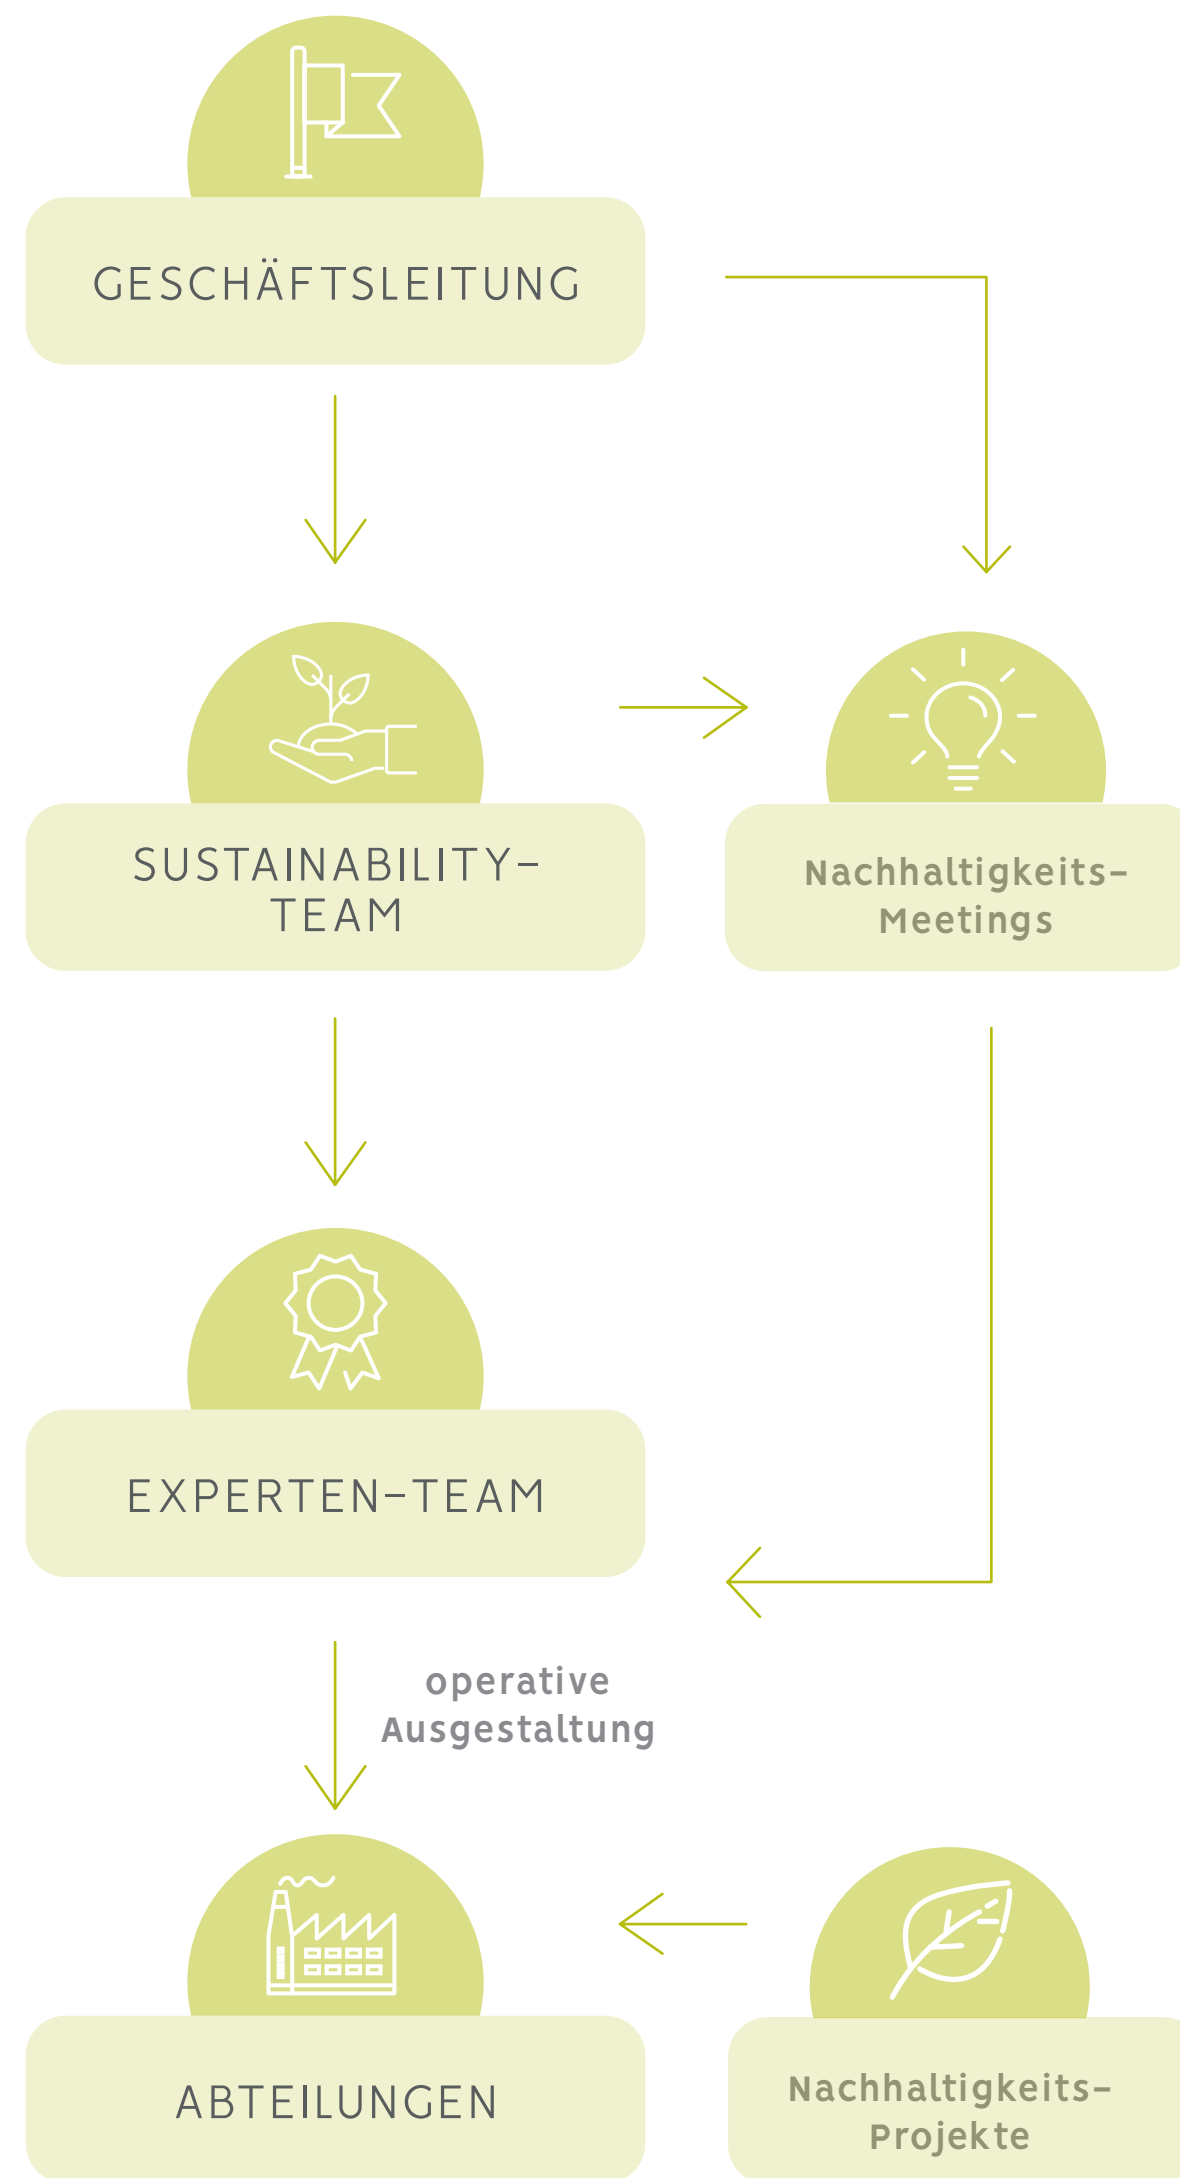 GESCHÄFTSLEITUNG
SUSTAINABILITY-
TEAM
Nachhaltigkeits-
Meetings
EXPERTEN-TEAM
operative
Ausgestaltung
ABTEILUNGEN
Nachhaltigkeits-
Projekte